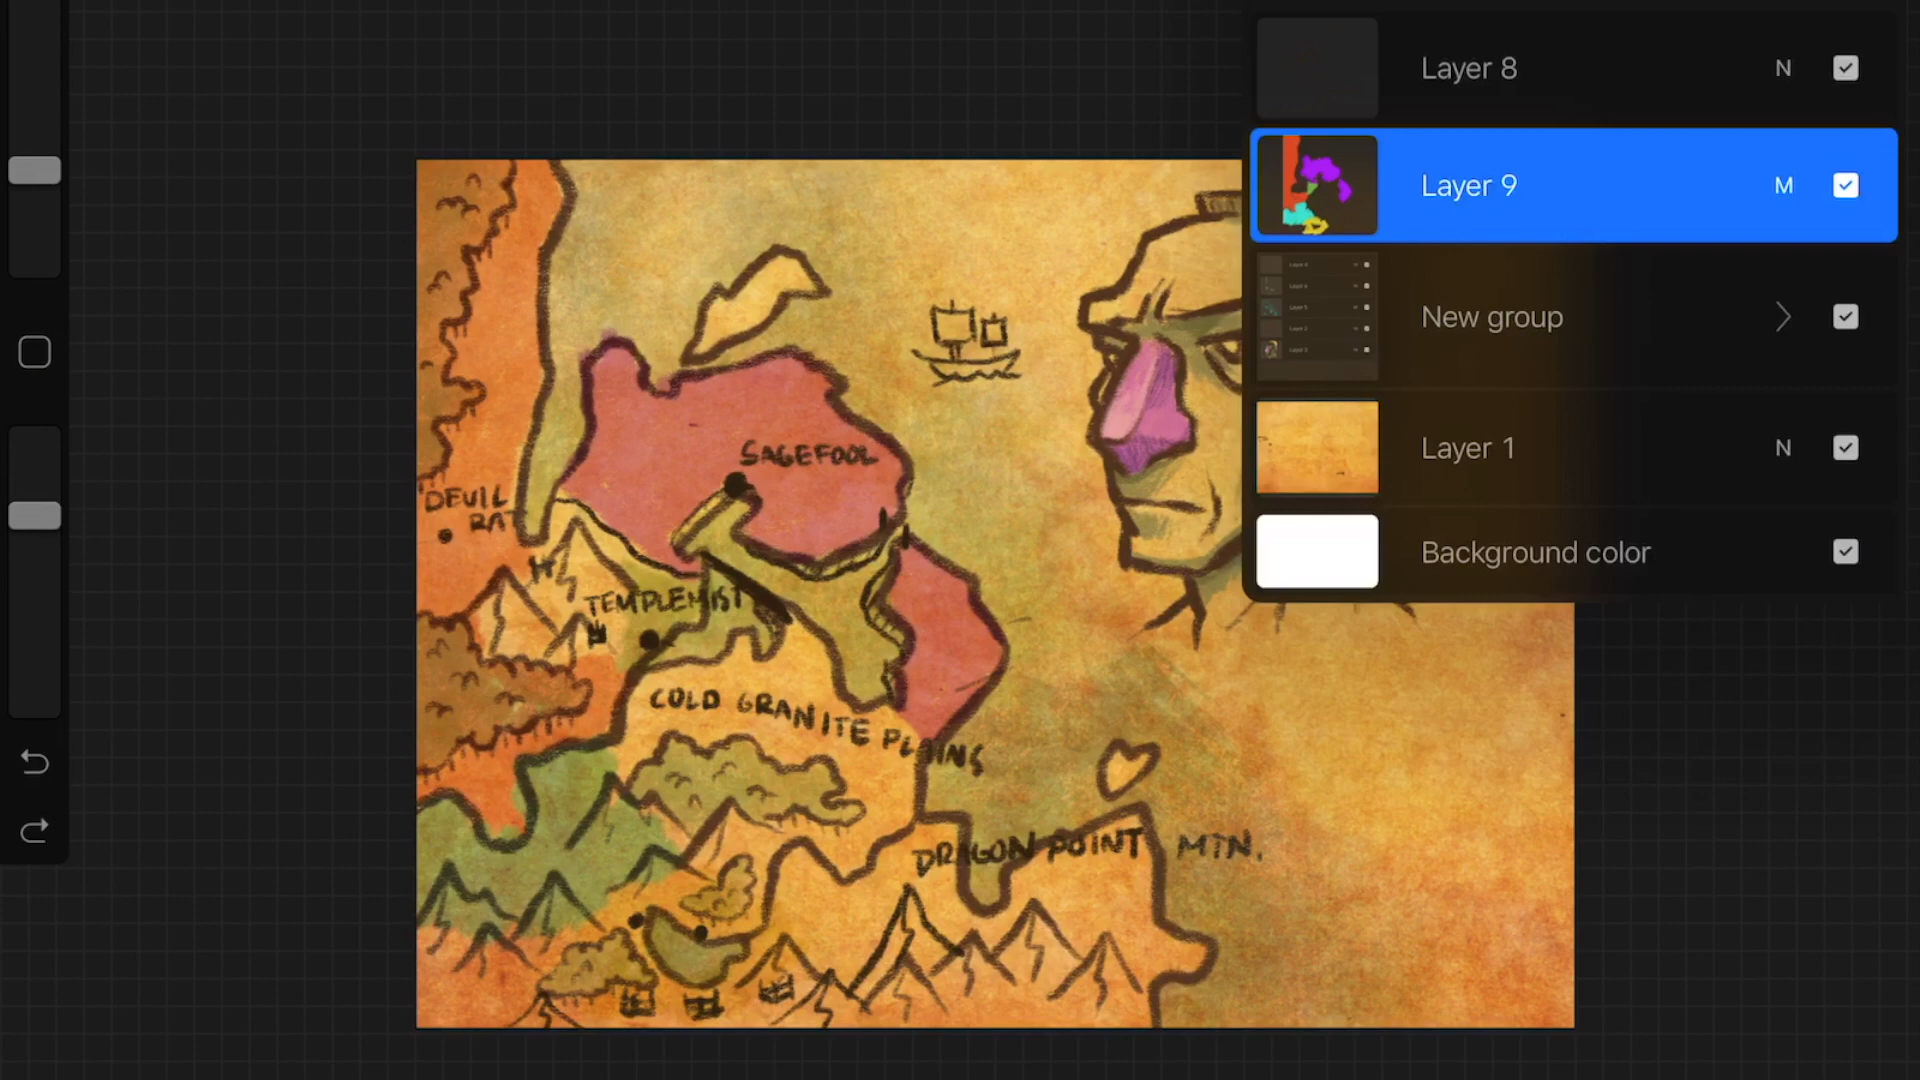 Layer 8 N
Layer 9 M
New group
Layer 1 N
Background color
SAGEFOOL
DEVIL
RAT
TEMPLEMIST
COLD GRANITE PLAINS
DRAGON POINT MTN.